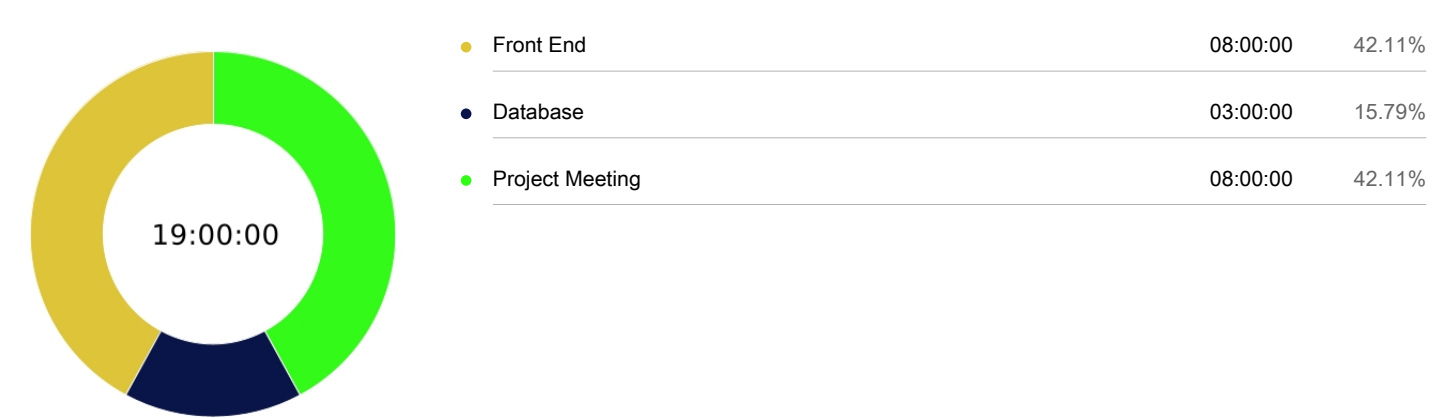 Front End 08:00:00 42.11%
Database 03:00:00 15.79%
Project Meeting 08:00:00 42.11%
19:00:00